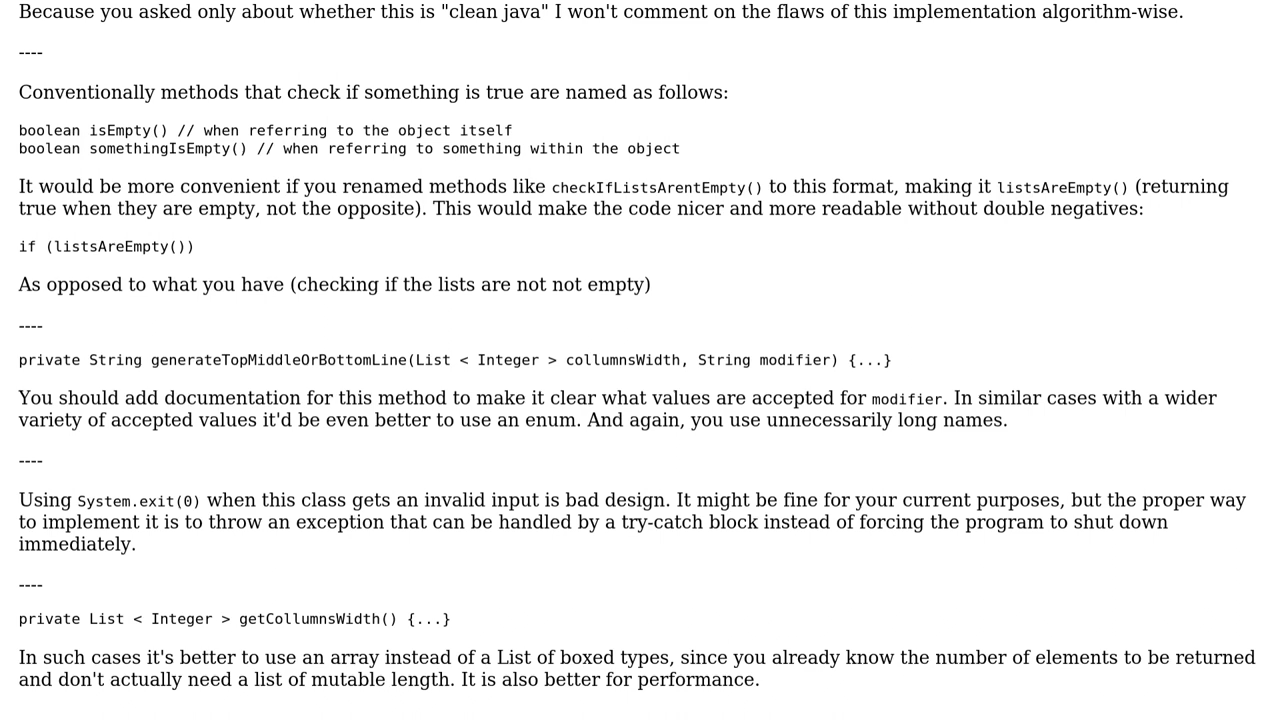 Because you asked only about whether this is "clean java" I won't comment on the flaws of this implementation algorithm-wise.
----
Conventionally methods that check if something is true are named as follows:
boolean isEmpty() // when referring to the object itself
boolean somethingIsEmpty() // when referring to something within the object
It would be more convenient if you renamed methods like checkIfListsArentEmpty() to this format, making it listsAreEmpty() (returning
true when they are empty, not the opposite). This would make the code nicer and more readable without double negatives:
if (listsAreEmpty())
As opposed to what you have (checking if the lists are not not empty)
----
private String generateTopMiddleOrBottomLine(List < Integer > collumnsWidth, String modifier) {...}
You should add documentation for this method to make it clear what values are accepted for modifier. In similar cases with a wider
variety of accepted values it'd be even better to use an enum. And again, you use unnecessarily long names.
----
Using System.exit(0) when this class gets an invalid input is bad design. It might be fine for your current purposes, but the proper way
to implement it is to throw an exception that can be handled by a try-catch block instead of forcing the program to shut down
immediately.
----
private List < Integer > getCollumnsWidth() {...}
In such cases it's better to use an array instead of a List of boxed types, since you already know the number of elements to be returned
and don't actually need a list of mutable length. It is also better for performance.